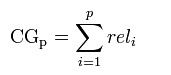 CG_p = \sum_{i=1}^{p} rel_i